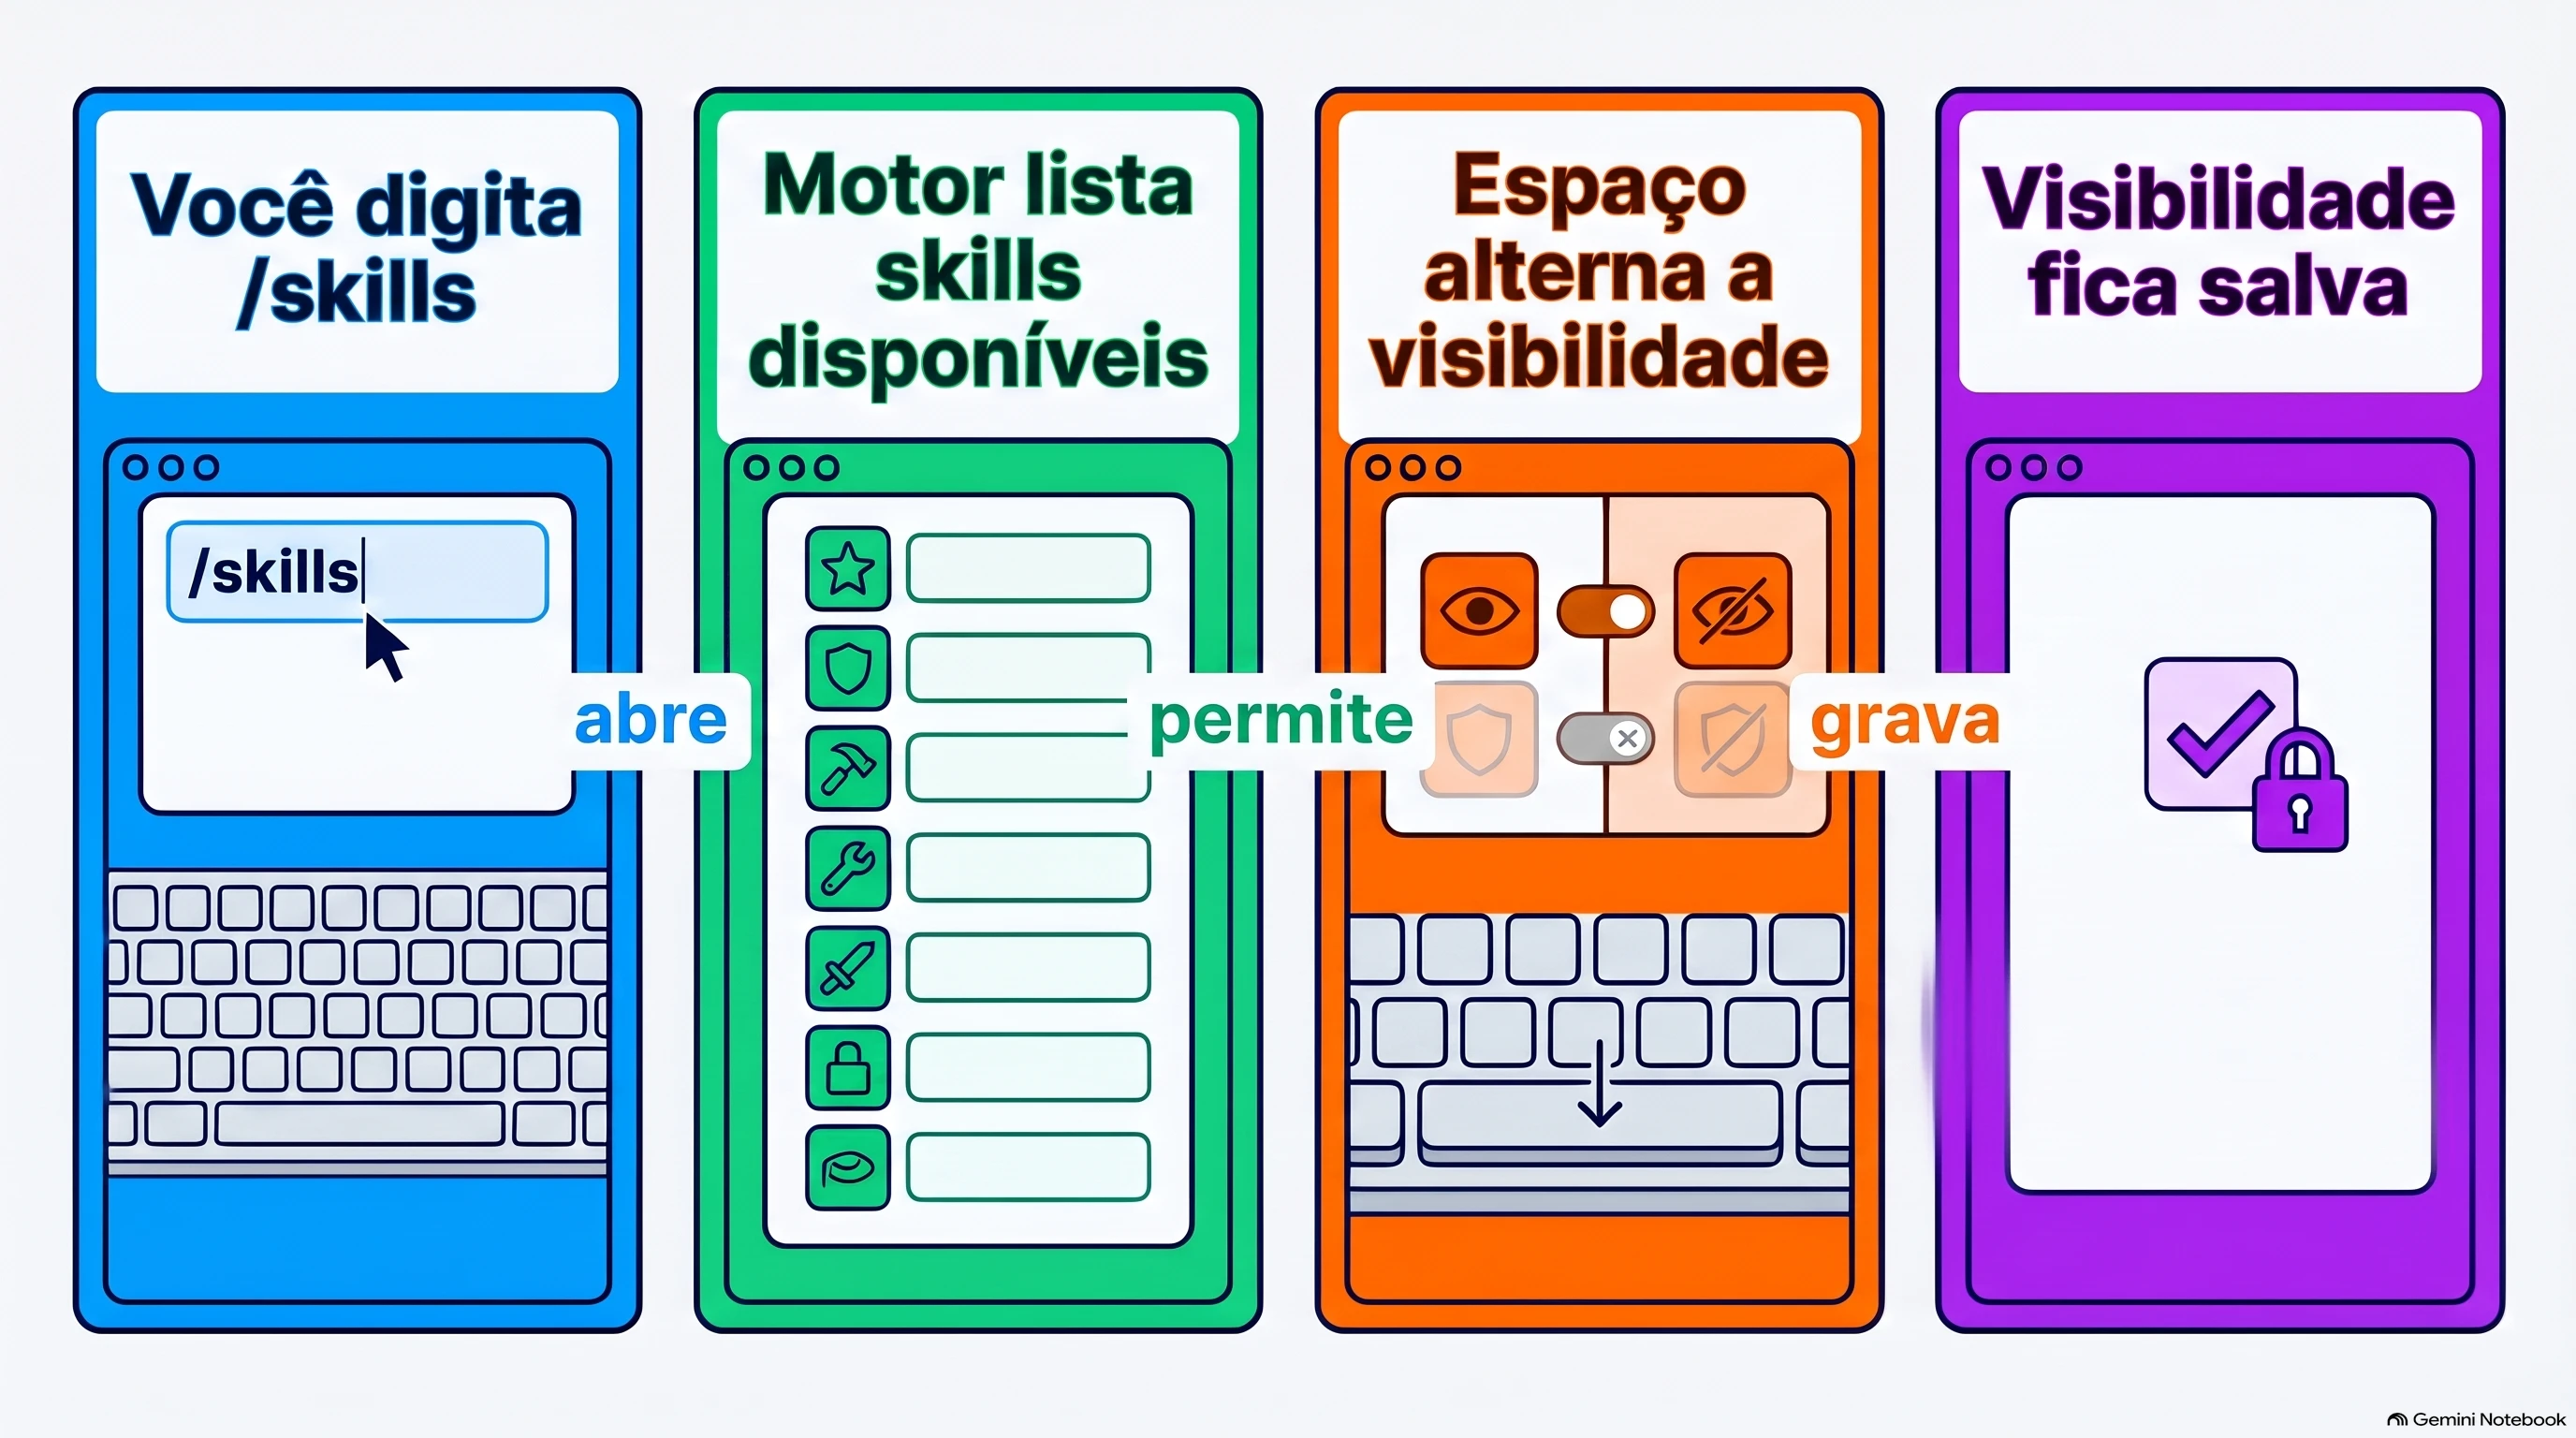 Você digita
/skills
Motor lista
skills
disponíveis
Espaço
alterna a
visibilidade
Visibilidade
fica salva
/skills
abre
permite
grava
Gemini Notebook